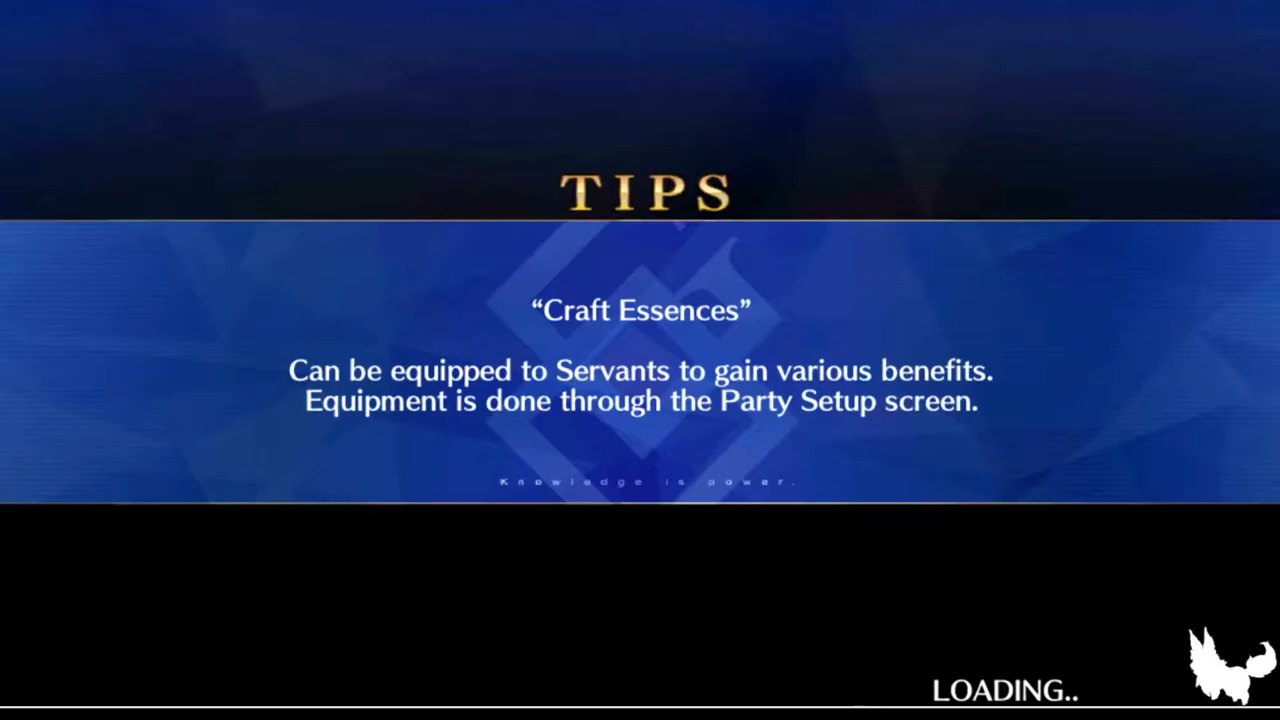 TIPS
“Craft Essences”
Can be equipped to Servants to gain various benefits.
Equipment is done through the Party Setup screen.
Knowledge is power.
LOADING..